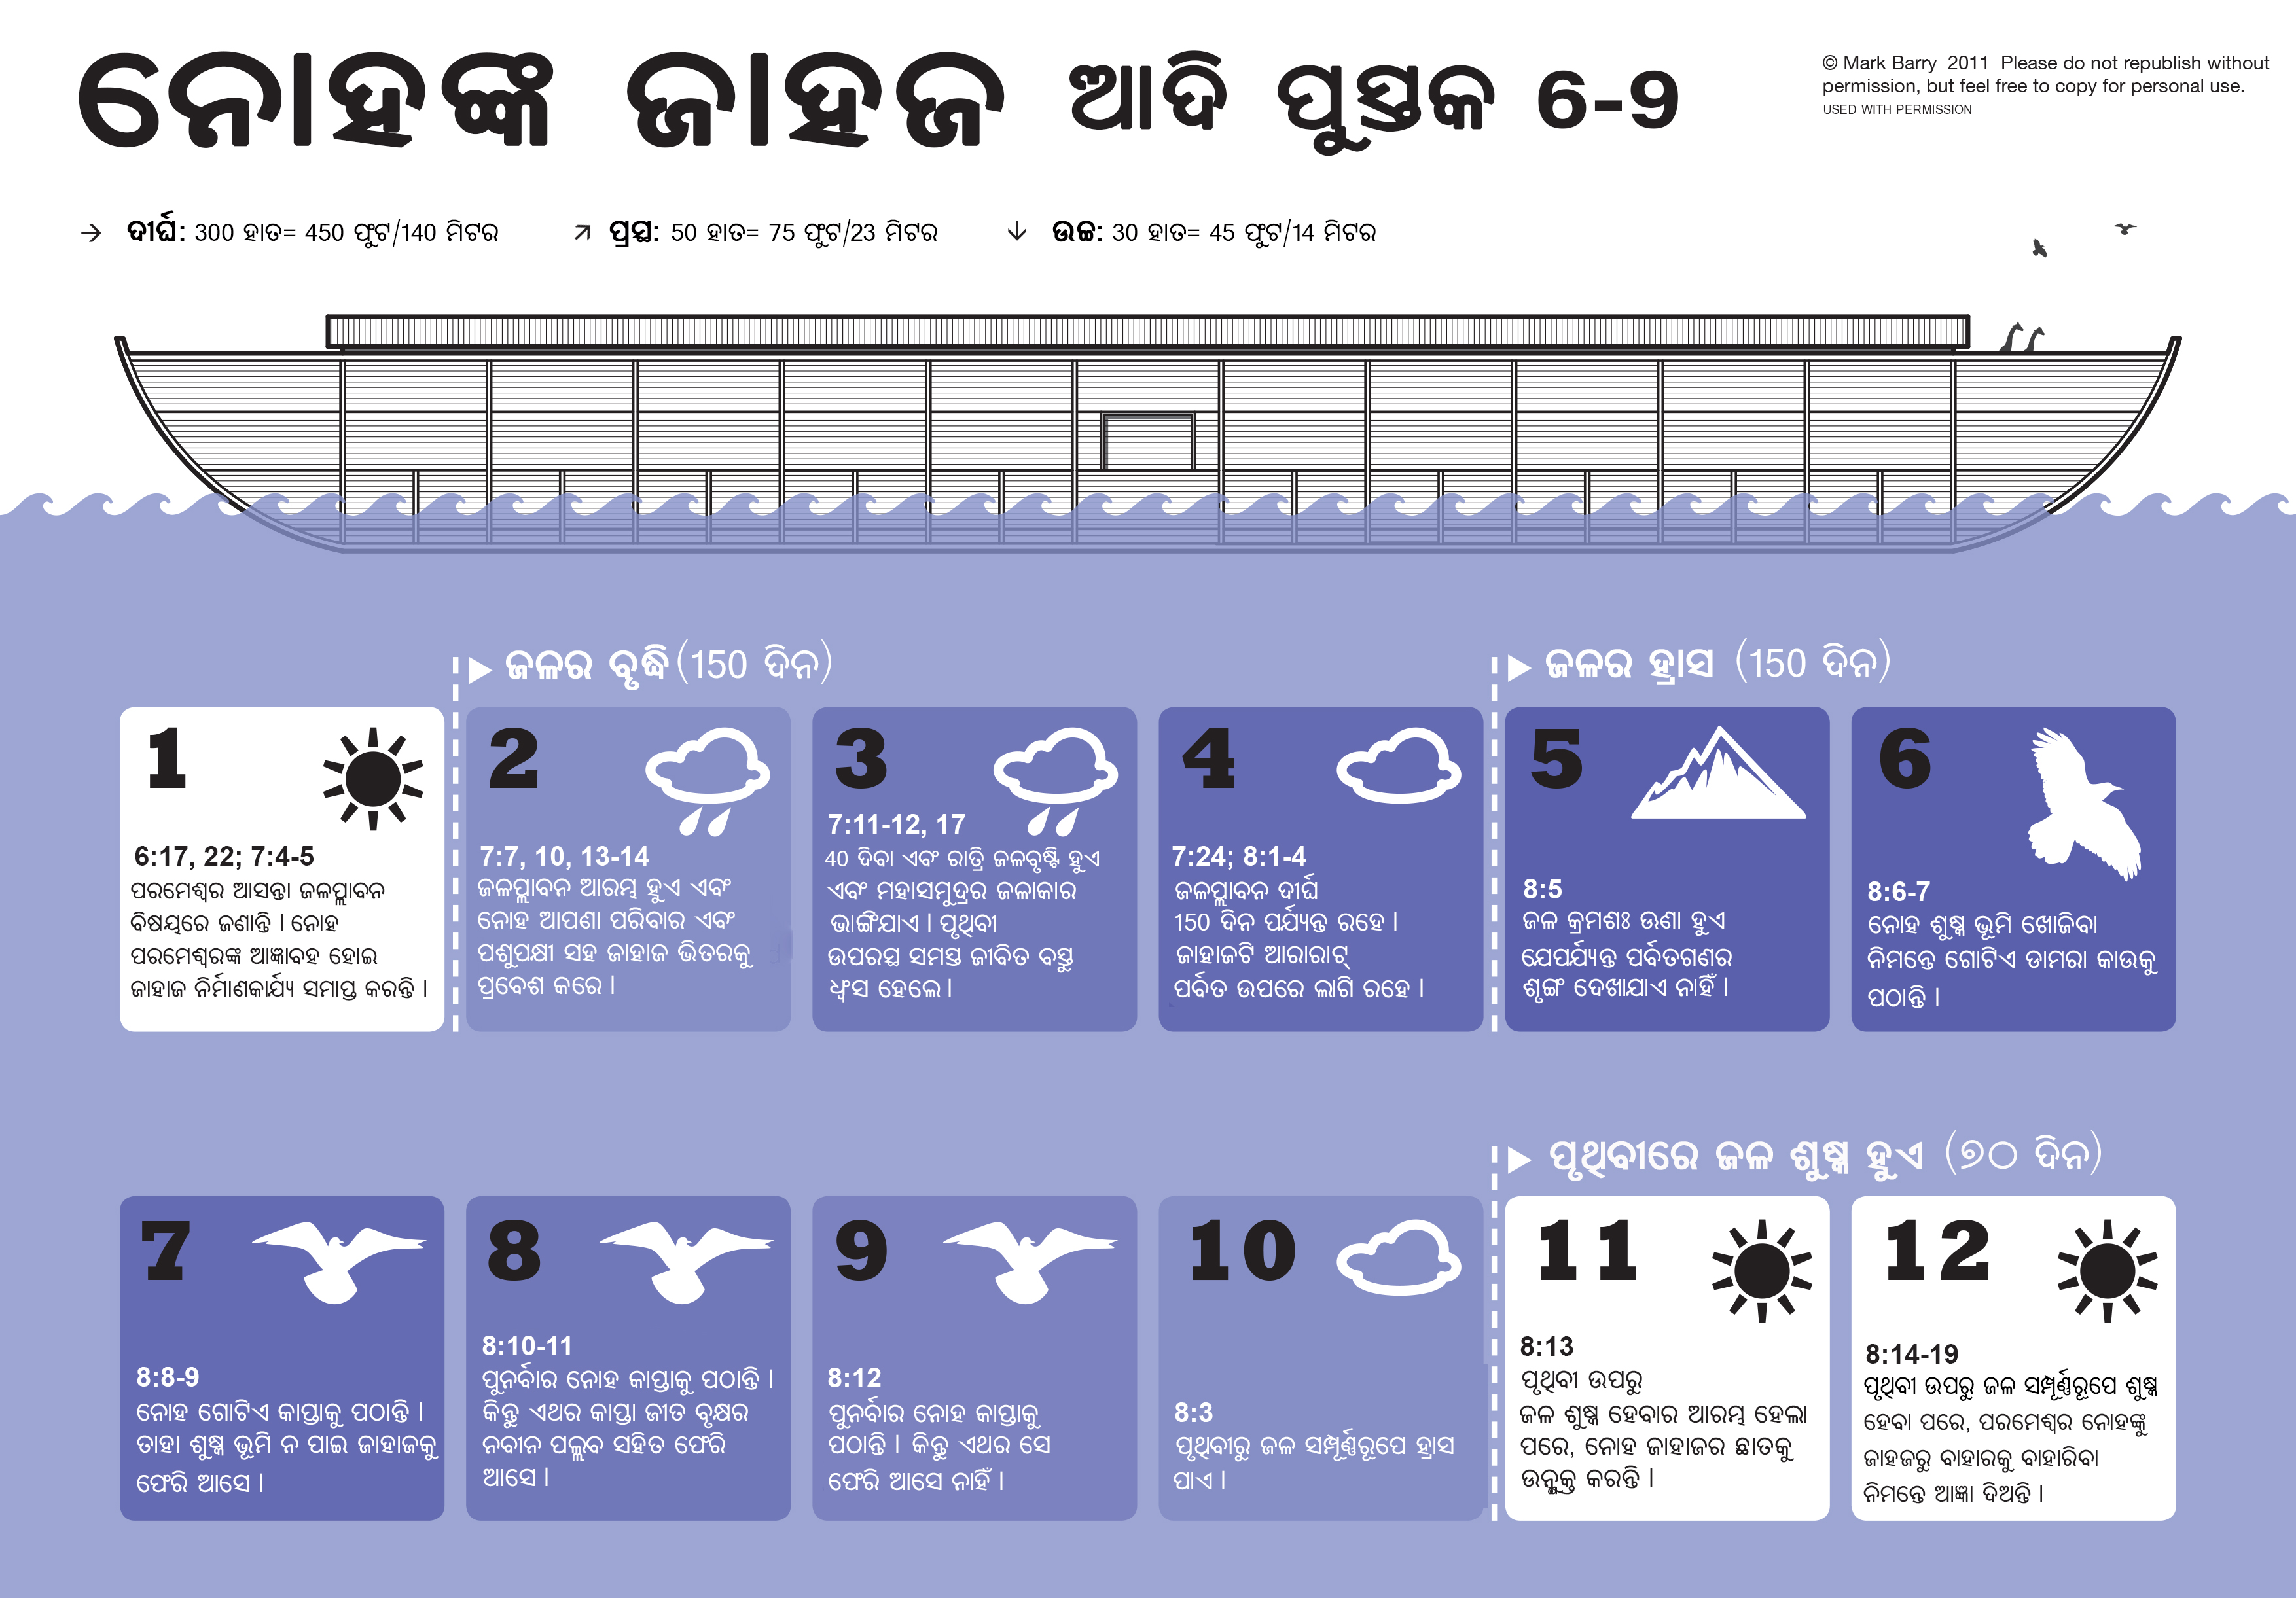 ନୋହଙ୍କ ଜାହଜ ଆଦି ପୁସ୍ତକ 6-9
© Mark Barry 2011 Please do not republish without
permission, but feel free to copy for personal use.
USED WITH PERMISSION
→ ଦୀର୍ଘ: 300 ହାତ= 450 ଫୁଟ/140 ମିଟର ↗ ପ୍ରସ୍ଥ: 50 ହାତ= 75 ଫୁଟ/23 ମିଟର ↓ ଉଚ୍ଚ: 30 ହାତ= 45 ଫୁଟ/14 ମିଟର
ଜଳର ବୃଦ୍ଧି (150 ଦିନ)
ଜଳର ହ୍ରାସ (150 ଦିନ)
1
6:17, 22; 7:4-5
ପରମେଶ୍ୱର ଆସନ୍ତା ଜଳପ୍ଲାବନ
ବିଷୟରେ ଜଣାନ୍ତି । ନୋହ
ପରମେଶ୍ୱରଙ୍କ ଆଜ୍ଞାବହ ହୋଇ
ଜାହାଜ ନିର୍ମାଣକାର୍ଯ୍ୟ ସମାପ୍ତ କରନ୍ତି ।
2
7:7, 10, 13-14
ଜଳପ୍ଲାବନ ଆରମ୍ଭ ହୁଏ ଏବଂ
ନୋହ ଆପଣା ପରିବାର ଏବଂ
ପଶୁପକ୍ଷୀ ସହ ଜାହାଜ ଭିତରକୁ
ପ୍ରବେଶ କରେ ।
3
7:11-12, 17
40 ଦିବା ଏବଂ ରାତ୍ରି ଜଳବୃଷ୍ଟି ହୁଏ
ଏବଂ ମହାସମୁଦ୍ରର ଜଳାକାର
ଭାଙ୍ଗିଯାଏ । ପୃଥିବୀ
ଉପରସ୍ଥ ସମସ୍ତ ଜୀବିତ ବସ୍ତୁ
ଧ୍ୱଂସ ହେଲେ ।
4
7:24; 8:1-4
ଜଳପ୍ଲାବନ ଦୀର୍ଘ
150 ଦିନ ପର୍ଯ୍ୟନ୍ତ ରହେ ।
ଜାହାଜଟି ଆରାରାଟ୍
ପର୍ବତ ଉପରେ ଲାଗି ରହେ ।
5
8:5
ଜଳ କ୍ରମଶଃ ଊଣା ହୁଏ
ଯେପର୍ଯ୍ୟନ୍ତ ପର୍ବତଗଣର
ଶୃଙ୍ଗ ଦେଖାଯାଏ ନାହିଁ ।
6
8:6-7
ନୋହ ଶୁଷ୍କ ଭୂମି ଖୋଜିବା
ନିମନ୍ତେ ଗୋଟିଏ ଡାମରା କାଉକୁ
ପଠାନ୍ତି ।
ପୃଥିବୀରେ ଜଳ ଶୁଷ୍କ ହୁଏ (୭୦ ଦିନ)
7
8:8-9
ନୋହ ଗୋଟିଏ କାପ୍ତାକୁ ପଠାନ୍ତି ।
ତାହା ଶୁଷ୍କ ଭୂମି ନ ପାଇ ଜାହାଜକୁ
ଫେରି ଆସେ ।
8
8:10-11
ପୁନର୍ବାର ନୋହ କାପ୍ତାକୁ ପଠାନ୍ତି ।
କିନ୍ତୁ ଏଥର କାପ୍ତା ଜୀତ ବୃକ୍ଷର
ନବୀନ ପଲ୍ଲବ ସହିତ ଫେରି
ଆସେ ।
9
8:12
ପୁନର୍ବାର ନୋହ କାପ୍ତାକୁ
ପଠାନ୍ତି । କିନ୍ତୁ ଏଥର ସେ
ଫେରି ଆସେ ନାହିଁ ।
10
8:3
ପୃଥିବୀରୁ ଜଳ ସମ୍ପୂର୍ଣ୍ଣରୂପେ ହ୍ରାସ
ପାଏ ।
11
8:13
ପୃଥିବୀ ଉପରୁ
ଜଳ ଶୁଷ୍କ ହେବାର ଆରମ୍ଭ ହେଲା
ପରେ, ନୋହ ଜାହାଜର ଛାତକୁ
ଉନ୍ମୁକ୍ତ କରନ୍ତି ।
12
8:14-19
ପୃଥିବୀ ଉପରୁ ଜଳ ସମ୍ପୂର୍ଣ୍ଣରୂପେ ଶୁଷ୍କ
ହେବା ପରେ, ପରମେଶ୍ୱର ନୋହଙ୍କୁ
ଜାହଜରୁ ବାହାରକୁ ବାହାରିବା
ନିମନ୍ତେ ଆଜ୍ଞା ଦିଅନ୍ତି ।